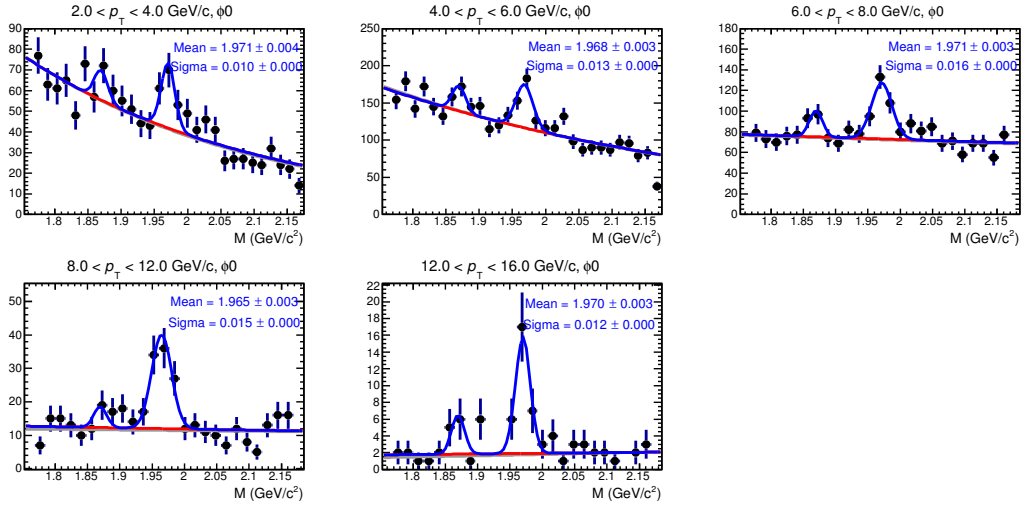 2.0 < p_T < 4.0 GeV/c, ϕ0
Mean = 1.971 ± 0.004
Sigma = 0.010 ± 0.000
90
80
70
60
50
40
30
20
10
0
1.8 1.85 1.9 1.95 2 2.05 2.1 2.15
M (GeV/c²)
4.0 < p_T < 6.0 GeV/c, ϕ0
Mean = 1.968 ± 0.003
Sigma = 0.013 ± 0.000
250
200
150
100
50
0
1.8 1.85 1.9 1.95 2 2.05 2.1 2.15
M (GeV/c²)
6.0 < p_T < 8.0 GeV/c, ϕ0
Mean = 1.971 ± 0.003
Sigma = 0.016 ± 0.000
180
160
140
120
100
80
60
40
20
0
1.8 1.85 1.9 1.95 2 2.05 2.1 2.15
M (GeV/c²)
8.0 < p_T < 12.0 GeV/c, ϕ0
Mean = 1.965 ± 0.003
Sigma = 0.015 ± 0.000
50
40
30
20
10
0
1.8 1.85 1.9 1.95 2 2.05 2.1 2.15
M (GeV/c²)
12.0 < p_T < 16.0 GeV/c, ϕ0
Mean = 1.970 ± 0.003
Sigma = 0.012 ± 0.000
22
20
18
16
14
12
10
8
6
4
2
0
1.8 1.85 1.9 1.95 2 2.05 2.1 2.15
M (GeV/c²)